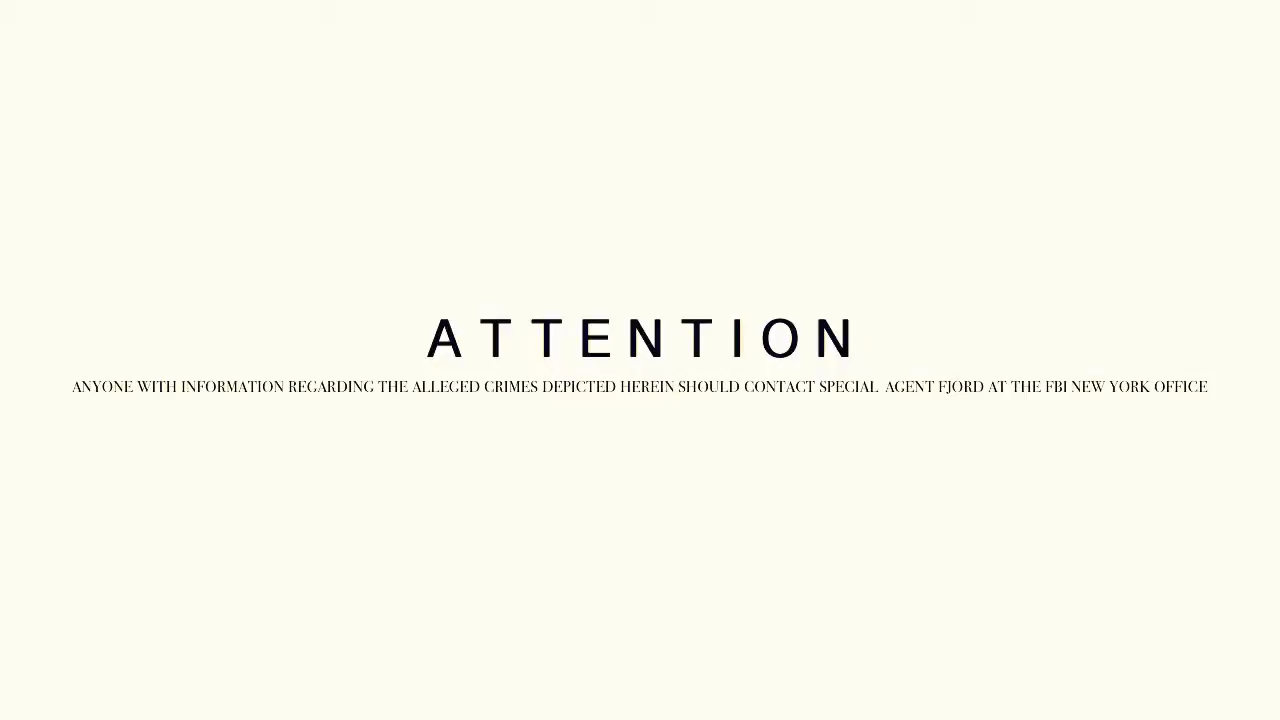 ATTENTION
ANYONE WITH INFORMATION REGARDING THE ALLEGED CRIMES DEPICTED HEREIN SHOULD CONTACT SPECIAL AGENT FJORD AT THE FBI NEW YORK OFFICE